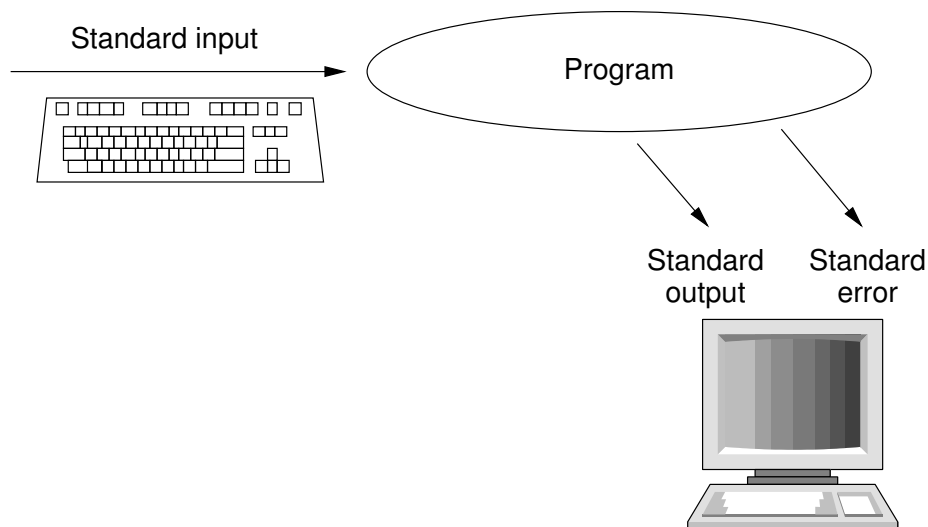 Standard input
Program
Standard
output
Standard
error